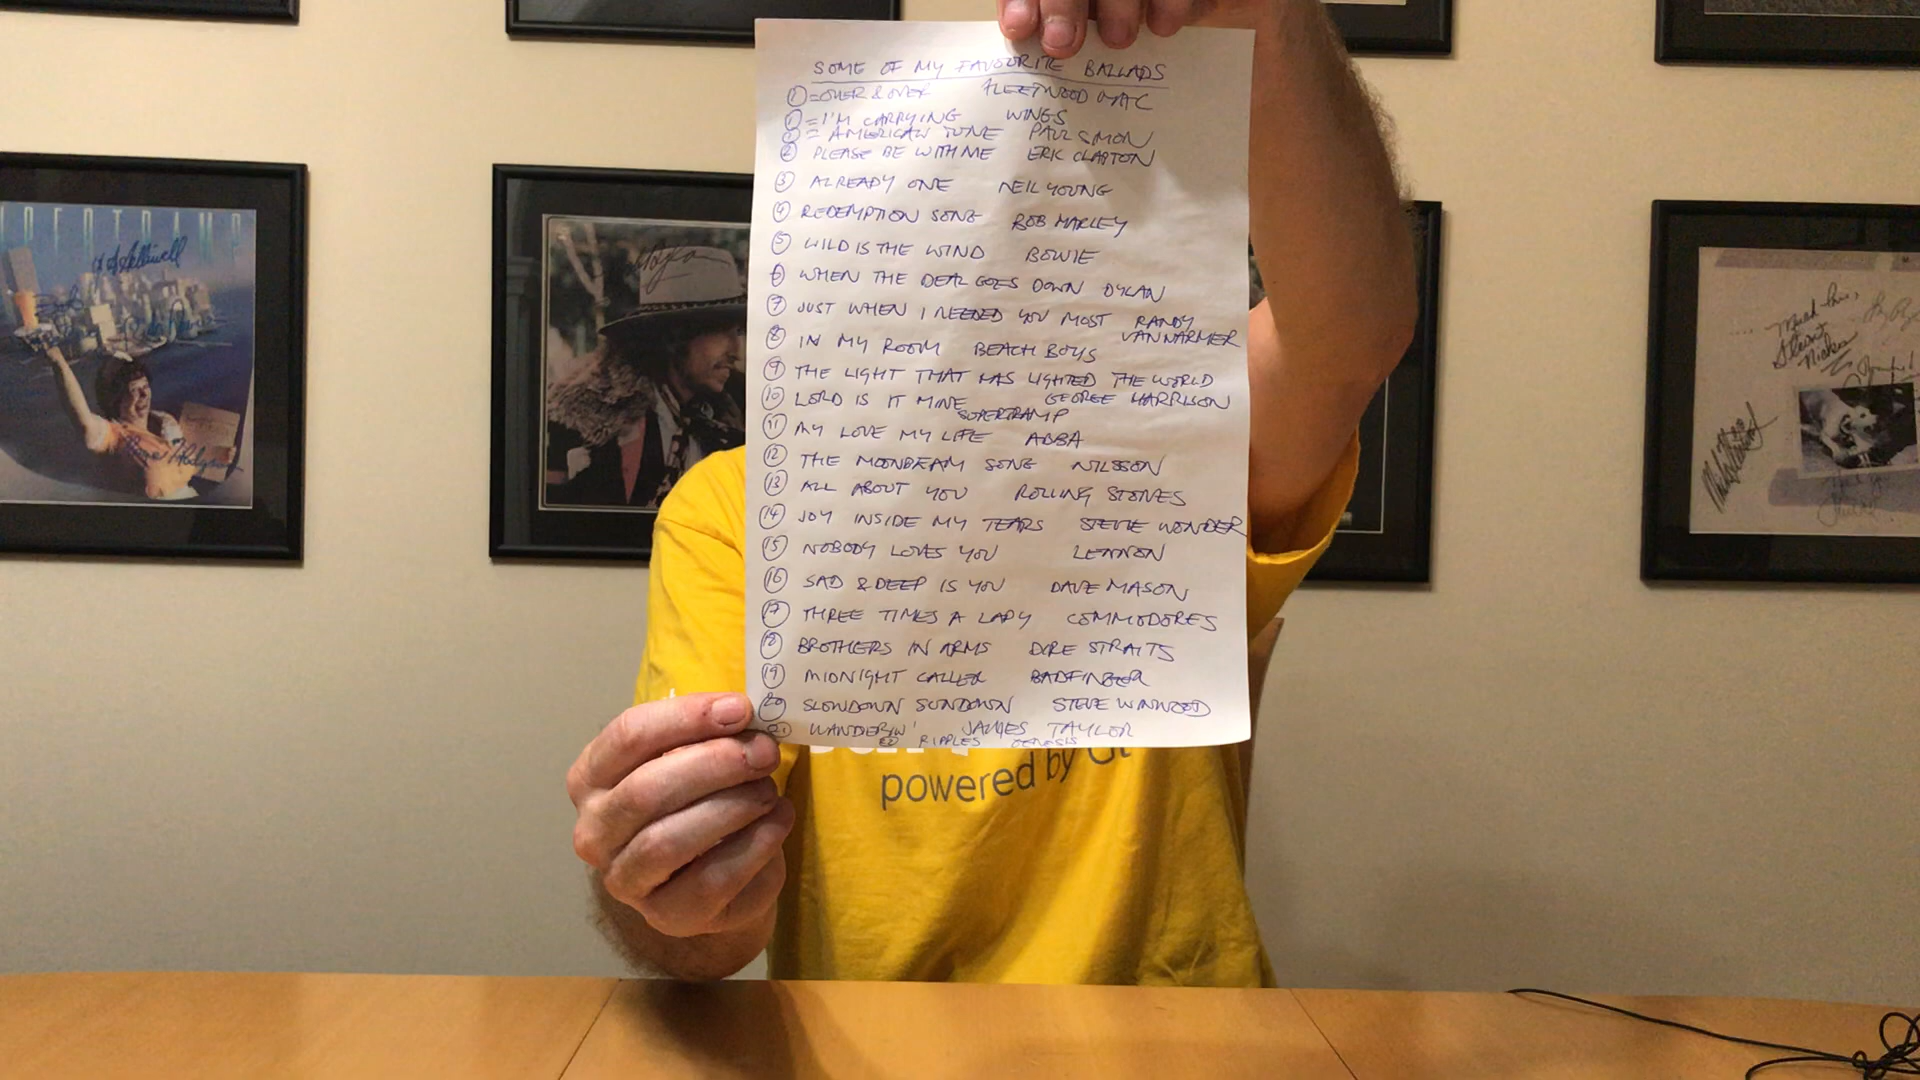 SOME OF MY FAVOURITE BALLADS
① = OVER & OVER FLEETWOOD MAC
① = I'M CARRYING WINGS
① = AMERICAN TUNE PAUL SIMON
② PLEASE BE WITH ME ERIC CLAPTON
③ ALREADY ONE NEIL YOUNG
④ REDEMPTION SONG BOB MARLEY
⑤ WILD IS THE WIND BOWIE
⑥ WHEN THE DEAL GOES DOWN DYLAN
⑦ JUST WHEN I NEEDED YOU MOST RANDY
VANWARMER
⑧ IN MY ROOM BEACH BOYS
⑨ THE LIGHT THAT HAS LIGHTED THE WORLD
GEORGE HARRISON
⑩ LORD IS IT MINE
SUPERTRAMP
⑪ MY LOVE MY LIFE ABBA
⑫ THE MOONBEAM SONG NILSSON
⑬ ALL ABOUT YOU ROLLING STONES
⑭ JOY INSIDE MY TEARS STEVIE WONDER
⑮ NOBODY LOVES YOU LENNON
⑯ SAD & DEEP IS YOU DAVE MASON
⑰ THREE TIMES A LADY COMMODORES
⑱ BROTHERS IN ARMS DIRE STRAITS
⑲ MIDNIGHT CALLER BADFINGER
⑳ SLOWDOWN SUNDOWN STEVE WINWOOD
㉑ WANDERIN' JAMES TAYLOR
㉒ RIPPLES GENESIS
powered by
Much love,
Stevie
Nicks